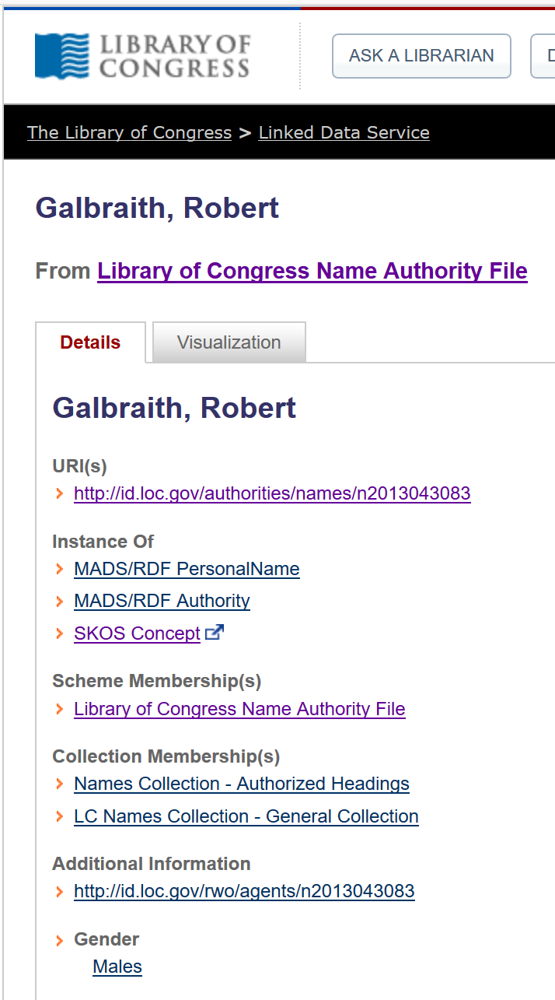 LIBRARY OF
CONGRESS
ASK A LIBRARIAN
D
The Library of Congress > Linked Data Service
Galbraith, Robert
From Library of Congress Name Authority File
Details
Visualization
Galbraith, Robert
URI(s)
http://id.loc.gov/authorities/names/n2013043083
Instance Of
MADS/RDF PersonalName
MADS/RDF Authority
SKOS Concept
Scheme Membership(s)
Library of Congress Name Authority File
Collection Membership(s)
Names Collection - Authorized Headings
LC Names Collection - General Collection
Additional Information
http://id.loc.gov/rwo/agents/n2013043083
Gender
Males